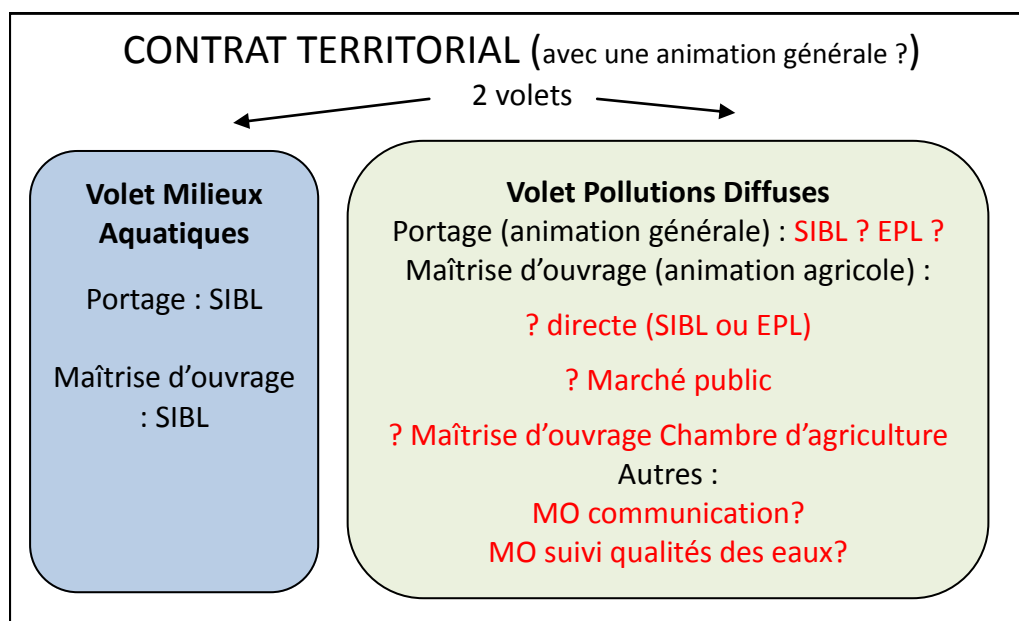 CONTRAT TERRITORIAL (avec une animation générale ?)
2 volets
Volet Milieux
Aquatiques
Portage : SIBL
Maîtrise d’ouvrage
: SIBL
Volet Pollutions Diffuses
Portage (animation générale) : SIBL ? EPL ?
Maîtrise d’ouvrage (animation agricole) :
? directe (SIBL ou EPL)
? Marché public
? Maîtrise d’ouvrage Chambre d’agriculture
Autres :
MO communication?
MO suivi qualités des eaux?